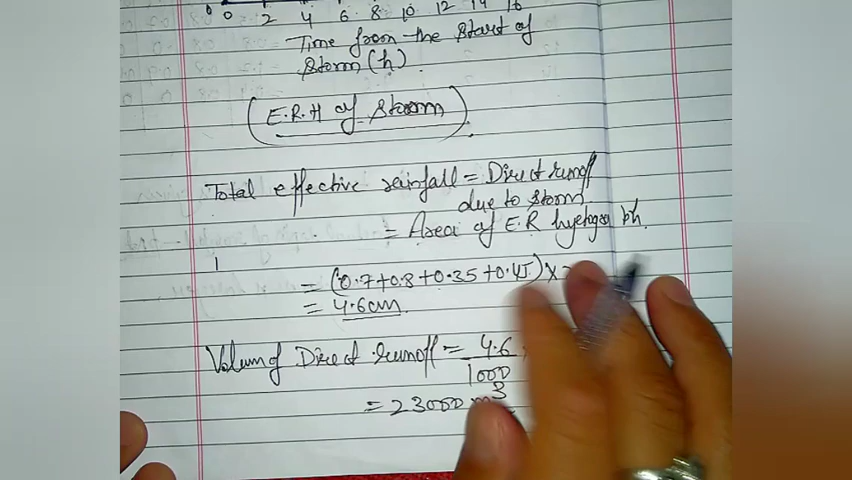 0 0 2 4 6 8 10 12 14 16
Time from the start of
storm (h)
(E.R.H of storm)
Total effective rainfall = Direct runoff
due to storm
= Area of E.R hyetograph.
= (0.7+0.8+0.35+0.45)×
= 4.6cm
Volum of Direct runoff = 4.6
1000
= 23000 m3